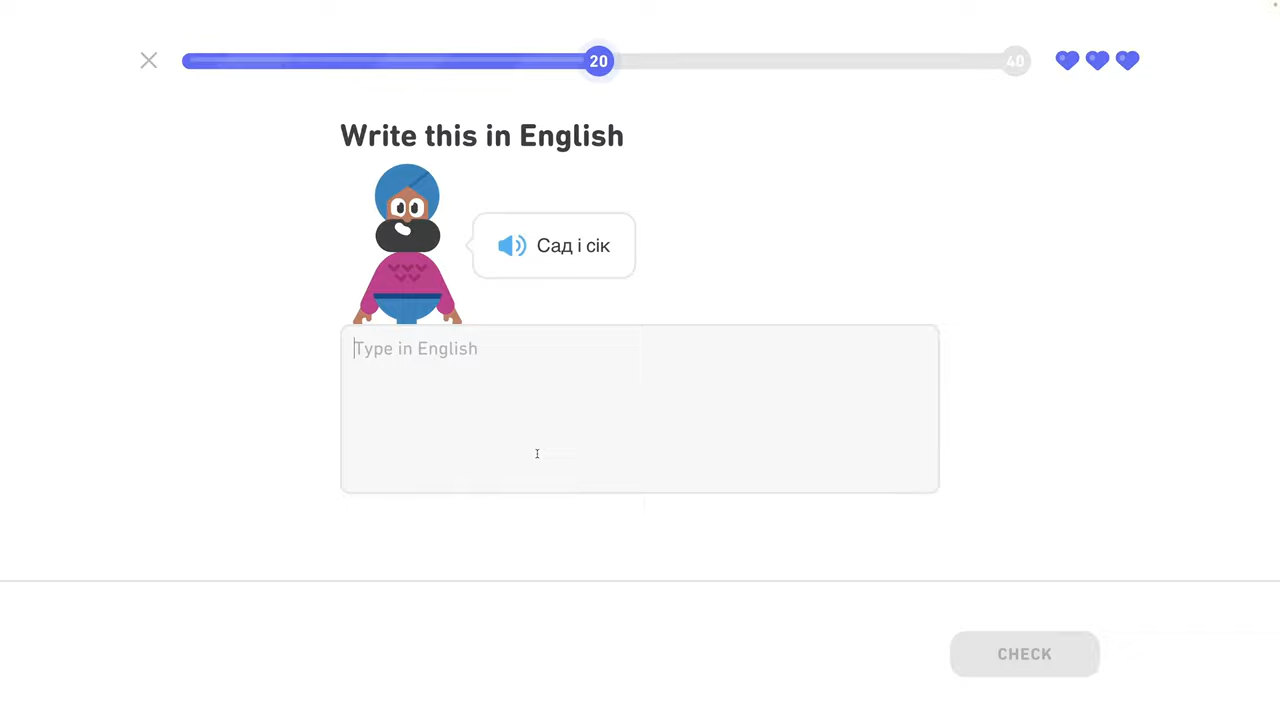 20
40
Write this in English
Сад і сік
Type in English
CHECK